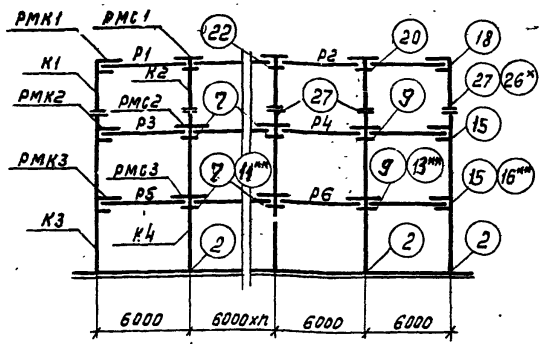 РМК1 РМС1
Р1 22 Р2 20 18
К1 К2
27 26*
РМК2 РМС2 7 27 9
Р3 Р4 15
РМК3 РМС3 7 11** 9 13** 15 16**
Р5 Р6
К3 К4 2 2 2
6000 6000хп 6000 6000